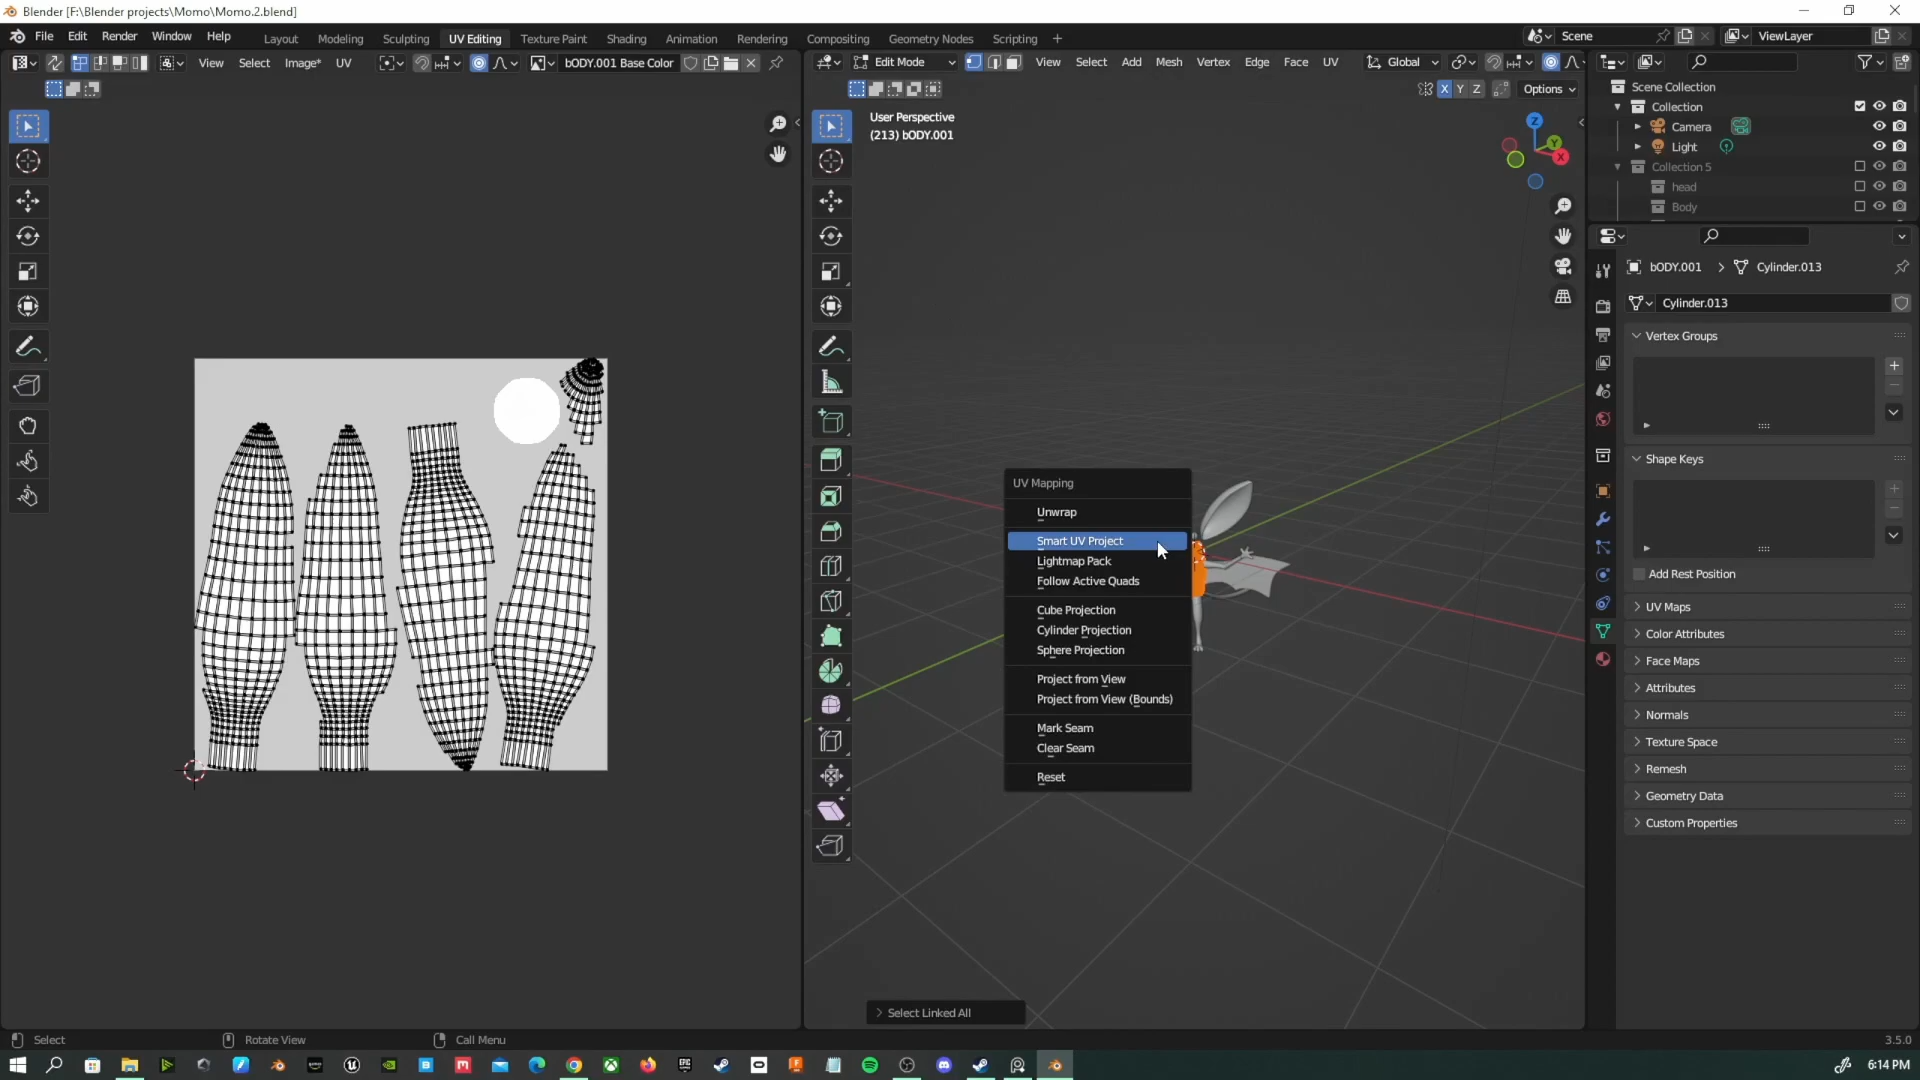 Blender [F:\Blender projects\Momo\Momo.2.blend]
File Edit Render Window Help
Layout Modeling Sculpting UV Editing Texture Paint Shading Animation Rendering Compositing Geometry Nodes Scripting +
Scene
ViewLayer
View Select Image* UV
bODY.001 Base Color
Edit Mode
View Select Add Mesh Vertex Edge Face UV
Global
X Y Z
Options
User Perspective
(213) bODY.001
Z
Y
X
Scene Collection
Collection
Camera
Light
Collection 5
head
Body
bODY.001 > Cylinder.013
Cylinder.013
Vertex Groups
Shape Keys
Add Rest Position
UV Maps
Color Attributes
Face Maps
Attributes
Normals
Texture Space
Remesh
Geometry Data
Custom Properties
UV Mapping
Unwrap
Smart UV Project
Lightmap Pack
Follow Active Quads
Cube Projection
Cylinder Projection
Sphere Projection
Project from View
Project from View (Bounds)
Mark Seam
Clear Seam
Reset
Select Linked All
Select
Rotate View
Call Menu
3.5.0
6:14 PM